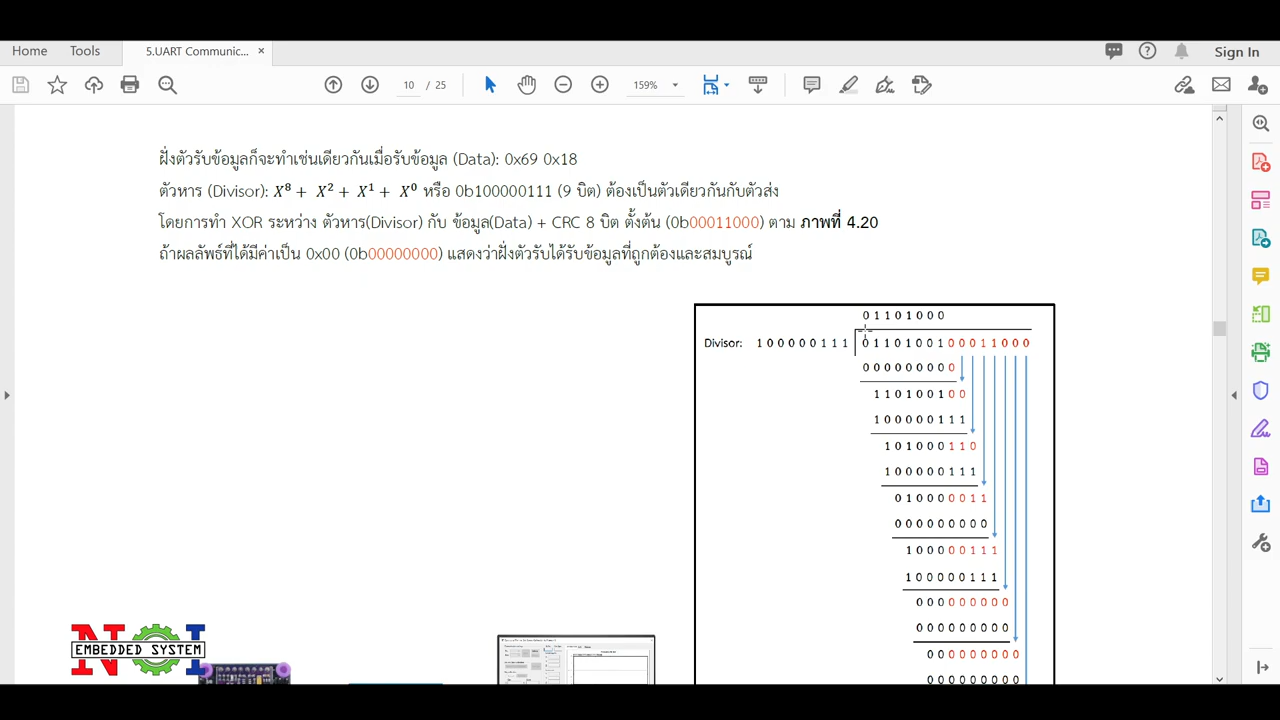 Home Tools 5.UART Communic... × Sign In
10 / 25 159%
ฝั่งตัวรับข้อมูลก็จะทำเช่นเดียวกันเมื่อรับข้อมูล (Data): 0x69 0x18
ตัวหาร (Divisor): X⁸ + X² + X¹ + X⁰ หรือ 0b100000111 (9 บิต) ต้องเป็นตัวเดียวกันกับตัวส่ง
โดยการทำ XOR ระหว่าง ตัวหาร(Divisor) กับ ข้อมูล(Data) + CRC 8 บิต ตั้งต้น (0b00011000) ตาม ภาพที่ 4.20
ถ้าผลลัพธ์ที่ได้มีค่าเป็น 0x00 (0b00000000) แสดงว่าฝั่งตัวรับได้รับข้อมูลที่ถูกต้องและสมบูรณ์
0 1 1 0 1 0 0 0
Divisor: 1 0 0 0 0 0 1 1 1 0 1 1 0 1 0 0 1 0 0 0 1 1 0 0 0
0 0 0 0 0 0 0 0 0
1 1 0 1 0 0 1 0 0
1 0 0 0 0 0 1 1 1
1 0 1 0 0 0 1 1 0
1 0 0 0 0 0 1 1 1
0 1 0 0 0 0 0 1 1
0 0 0 0 0 0 0 0 0
1 0 0 0 0 0 1 1 1
1 0 0 0 0 0 1 1 1
0 0 0 0 0 0 0 0 0
0 0 0 0 0 0 0 0 0
0 0 0 0 0 0 0 0 0
0 0 0 0 0 0 0 0 0
NI
EMBEDDED SYSTEM